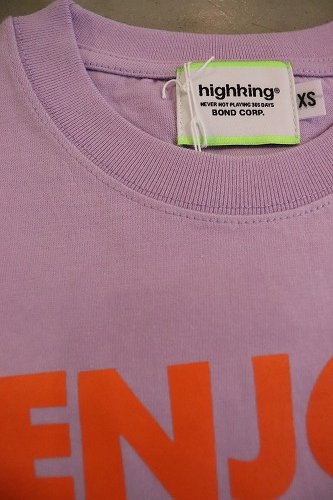 highking®
NEVER NOT PLAYING 365 DAYS
BOND CORP.
XS
ENJO